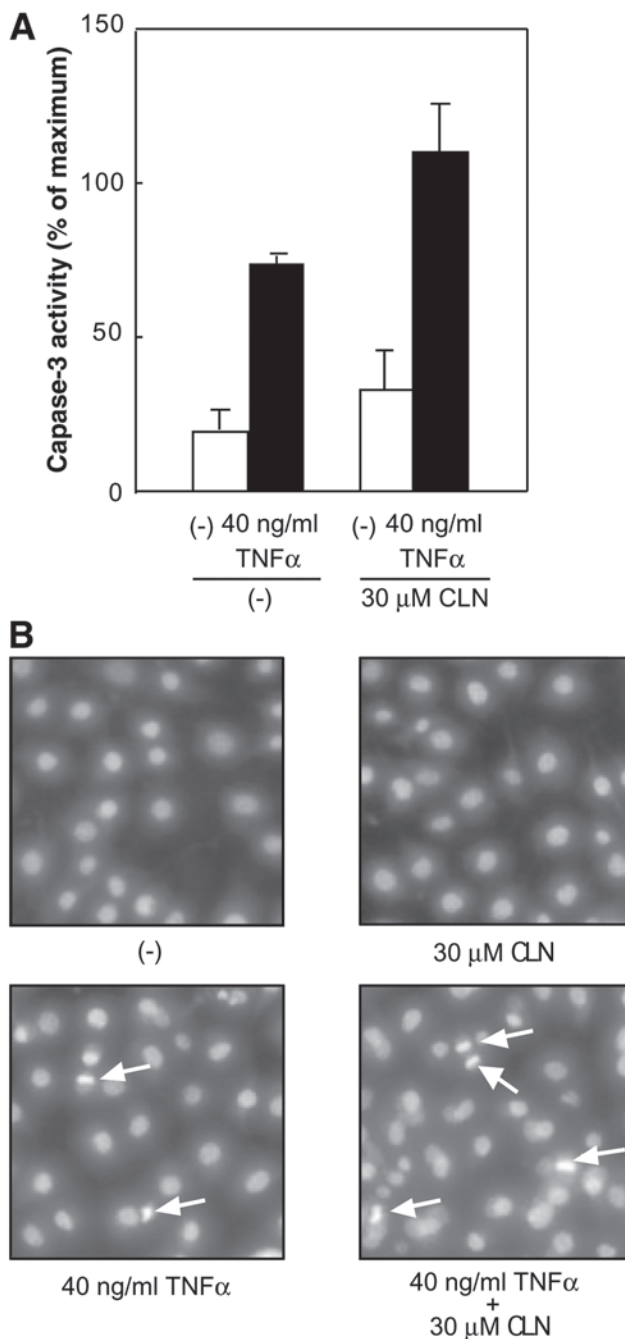 A
Capase-3 activity (% of maximum)
150
100
50
0
(-) 40 ng/ml (-) 40 ng/ml
TNFα TNFα
(-) 30 μM CLN
B
(-) 30 μM CLN
40 ng/ml TNFα 40 ng/ml TNFα
+
30 μM CLN